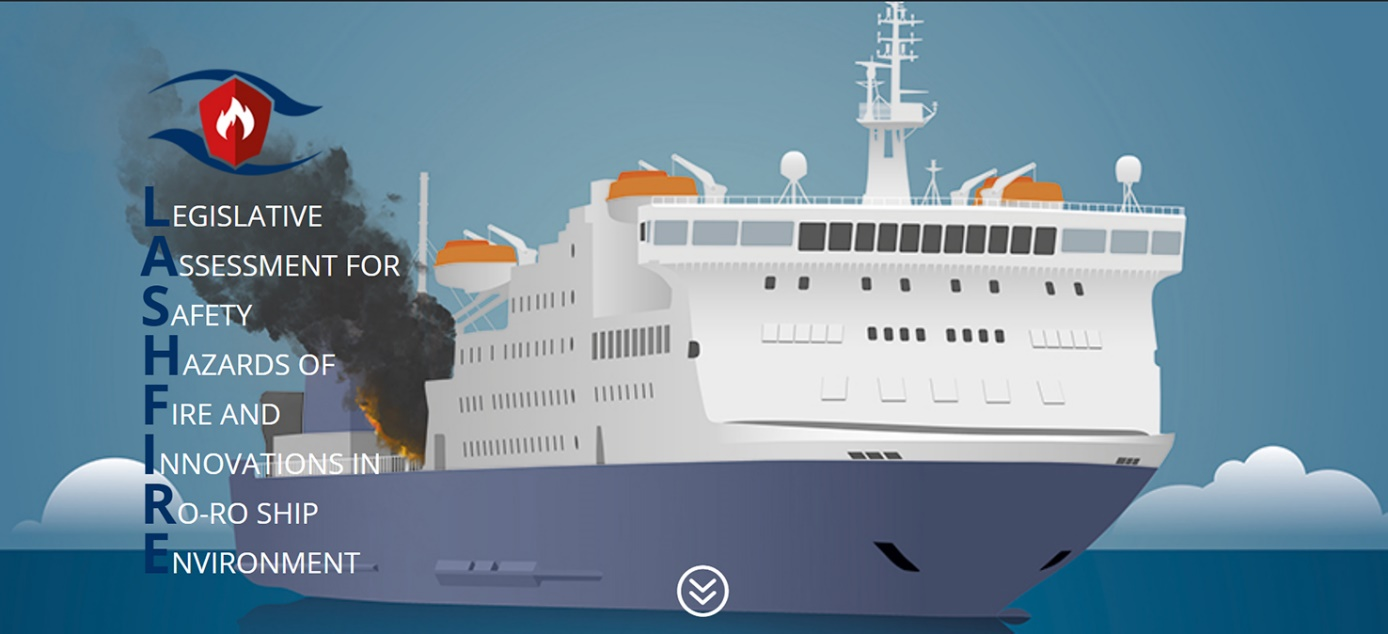 LEGISLATIVE
ASSESSMENT FOR
SAFETY
HAZARDS OF
FIRE AND
INNOVATIONS IN
RO-RO SHIP
ENVIRONMENT